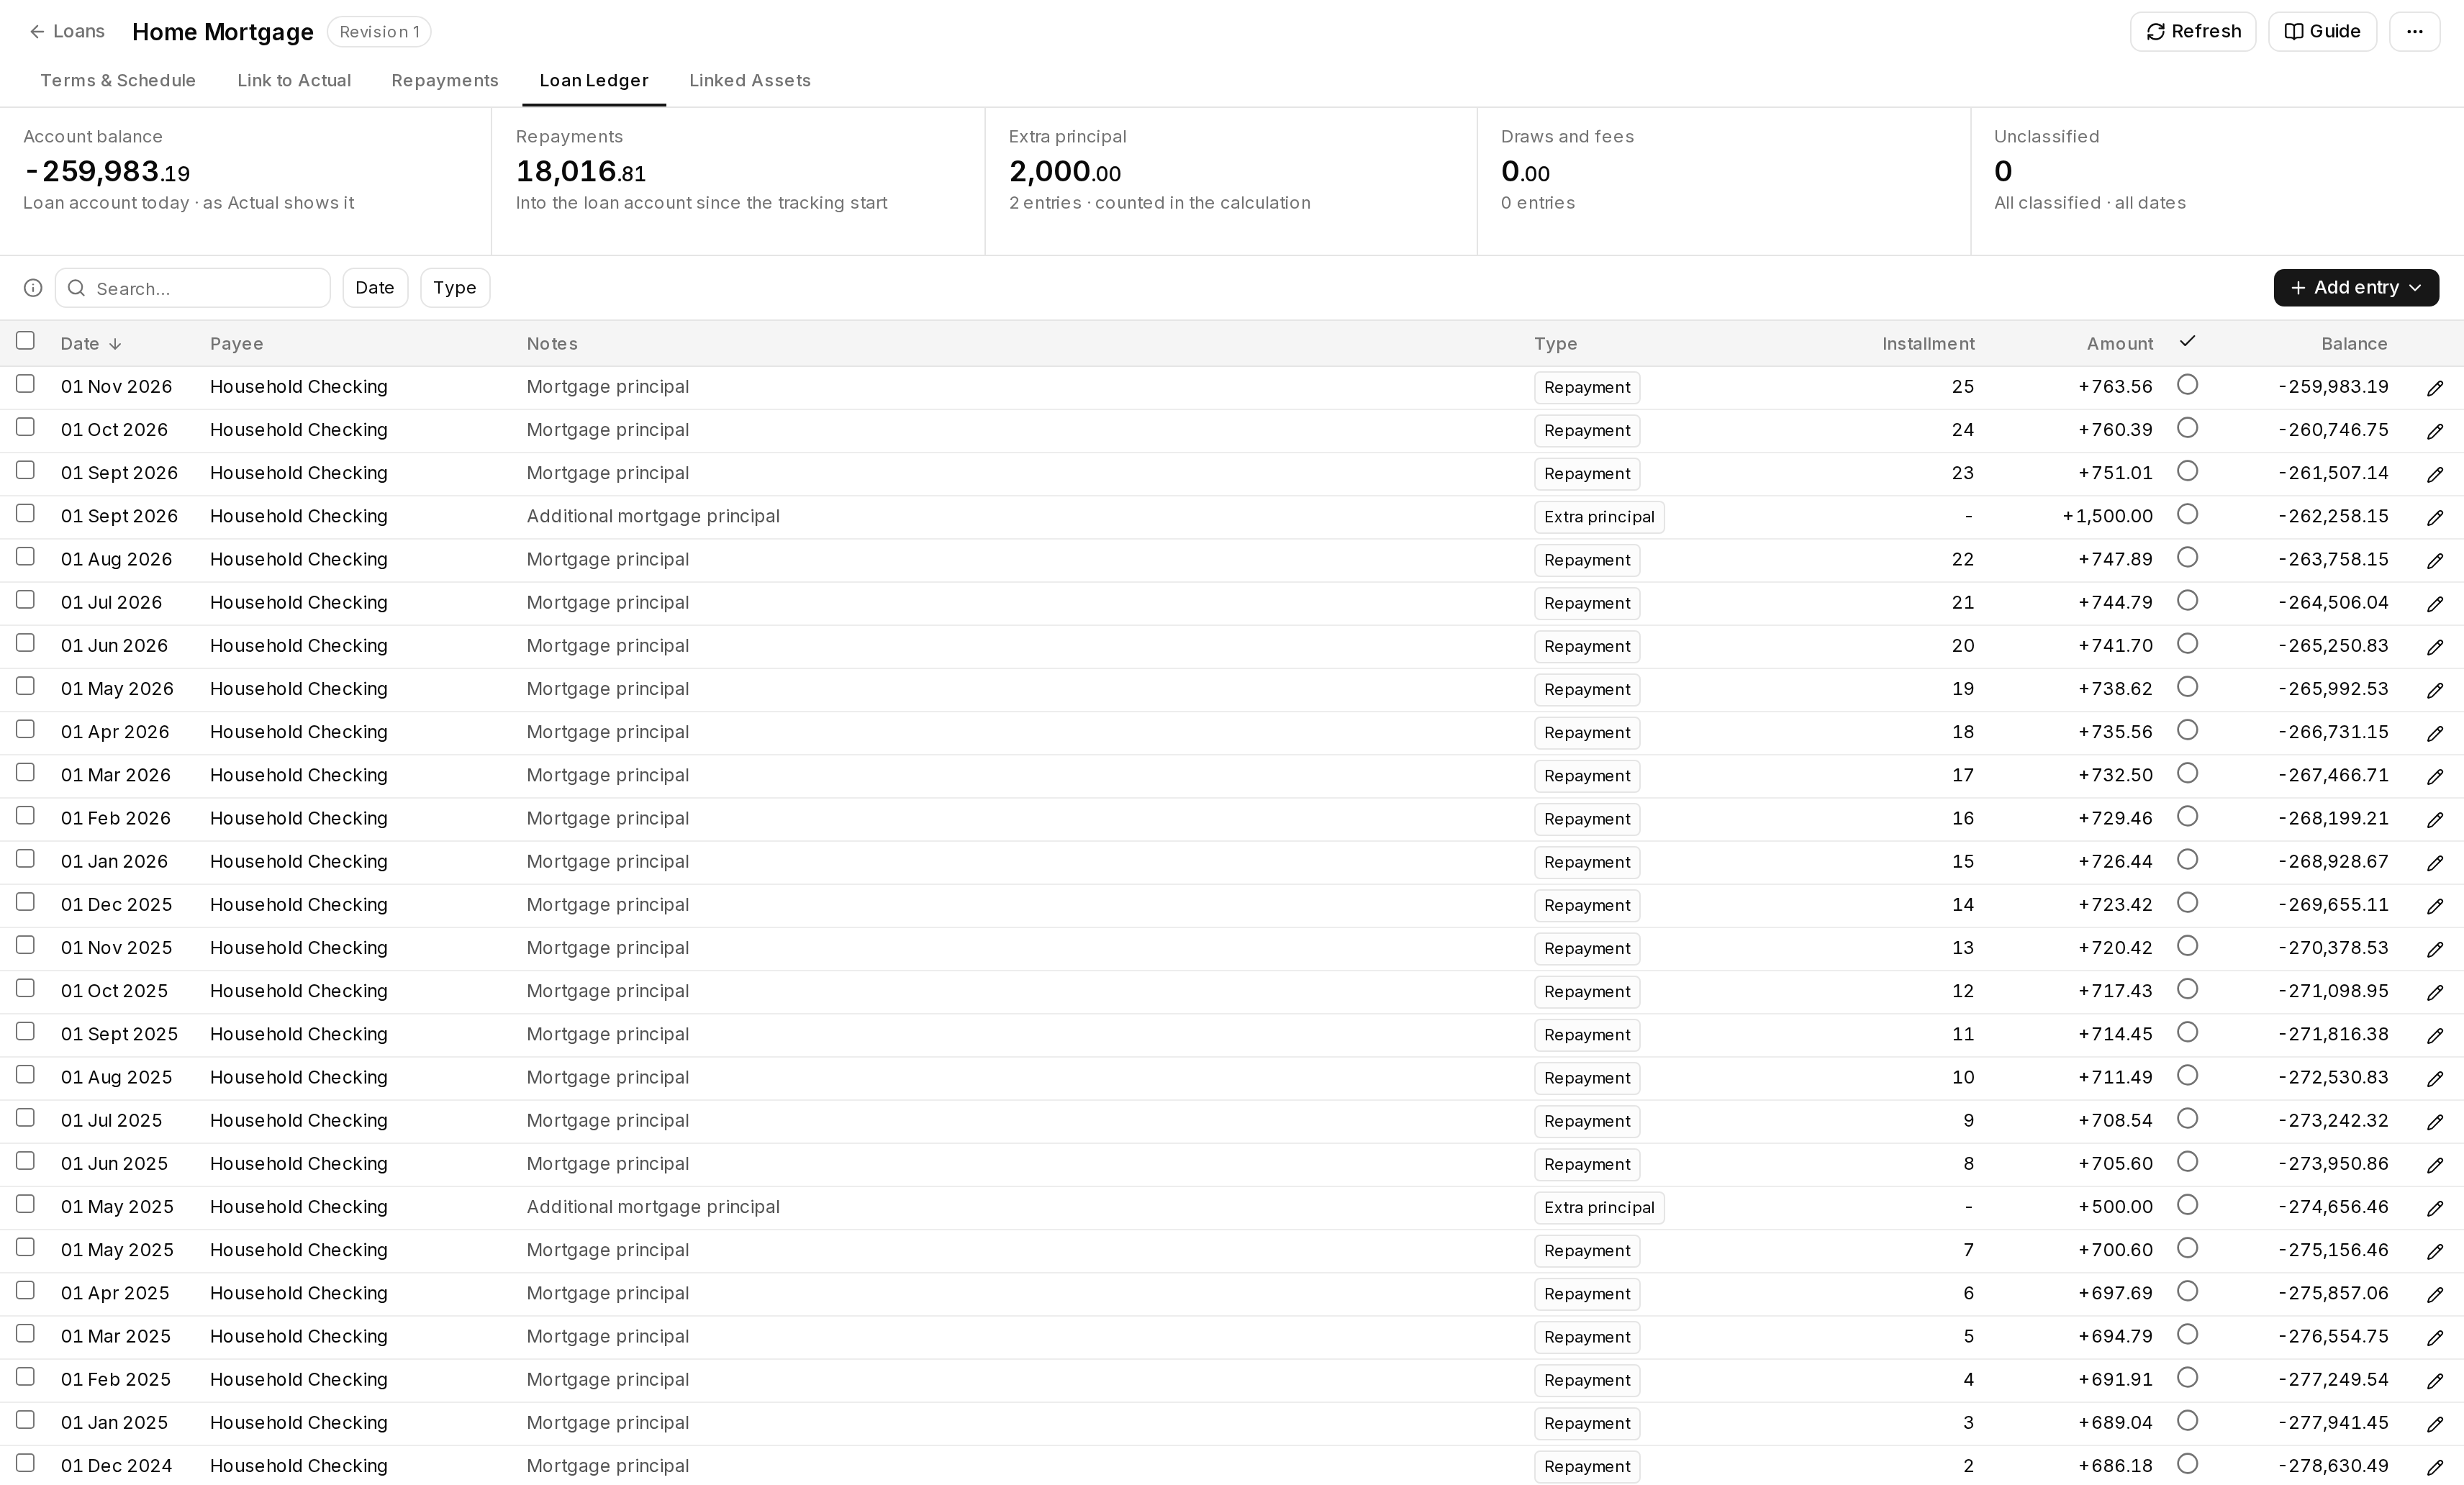 Loans Home Mortgage Revision 1 Refresh Guide
Terms & Schedule Link to Actual Repayments Loan Ledger Linked Assets
Account balance Repayments Extra principal Draws and fees Unclassified
-259,983.19 18,016.81 2,000.00 0.00 0
Loan account today · as Actual shows it Into the loan account since the tracking start 2 entries · counted in the calculation 0 entries All classified · all dates
Search... Date Type Add entry
Date Payee Notes Type Installment Amount Balance
01 Nov 2026 Household Checking Mortgage principal Repayment 25 +763.56 -259,983.19
01 Oct 2026 Household Checking Mortgage principal Repayment 24 +760.39 -260,746.75
01 Sept 2026 Household Checking Mortgage principal Repayment 23 +751.01 -261,507.14
01 Sept 2026 Household Checking Additional mortgage principal Extra principal - +1,500.00 -262,258.15
01 Aug 2026 Household Checking Mortgage principal Repayment 22 +747.89 -263,758.15
01 Jul 2026 Household Checking Mortgage principal Repayment 21 +744.79 -264,506.04
01 Jun 2026 Household Checking Mortgage principal Repayment 20 +741.70 -265,250.83
01 May 2026 Household Checking Mortgage principal Repayment 19 +738.62 -265,992.53
01 Apr 2026 Household Checking Mortgage principal Repayment 18 +735.56 -266,731.15
01 Mar 2026 Household Checking Mortgage principal Repayment 17 +732.50 -267,466.71
01 Feb 2026 Household Checking Mortgage principal Repayment 16 +729.46 -268,199.21
01 Jan 2026 Household Checking Mortgage principal Repayment 15 +726.44 -268,928.67
01 Dec 2025 Household Checking Mortgage principal Repayment 14 +723.42 -269,655.11
01 Nov 2025 Household Checking Mortgage principal Repayment 13 +720.42 -270,378.53
01 Oct 2025 Household Checking Mortgage principal Repayment 12 +717.43 -271,098.95
01 Sept 2025 Household Checking Mortgage principal Repayment 11 +714.45 -271,816.38
01 Aug 2025 Household Checking Mortgage principal Repayment 10 +711.49 -272,530.83
01 Jul 2025 Household Checking Mortgage principal Repayment 9 +708.54 -273,242.32
01 Jun 2025 Household Checking Mortgage principal Repayment 8 +705.60 -273,950.86
01 May 2025 Household Checking Additional mortgage principal Extra principal - +500.00 -274,656.46
01 May 2025 Household Checking Mortgage principal Repayment 7 +700.60 -275,156.46
01 Apr 2025 Household Checking Mortgage principal Repayment 6 +697.69 -275,857.06
01 Mar 2025 Household Checking Mortgage principal Repayment 5 +694.79 -276,554.75
01 Feb 2025 Household Checking Mortgage principal Repayment 4 +691.91 -277,249.54
01 Jan 2025 Household Checking Mortgage principal Repayment 3 +689.04 -277,941.45
01 Dec 2024 Household Checking Mortgage principal Repayment 2 +686.18 -278,630.49